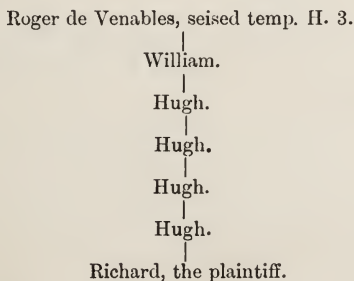 Roger de Venables, seised temp. H. 3.
William.
Hugh.
Hugh.
Hugh.
Hugh.
Richard, the plaintiff.